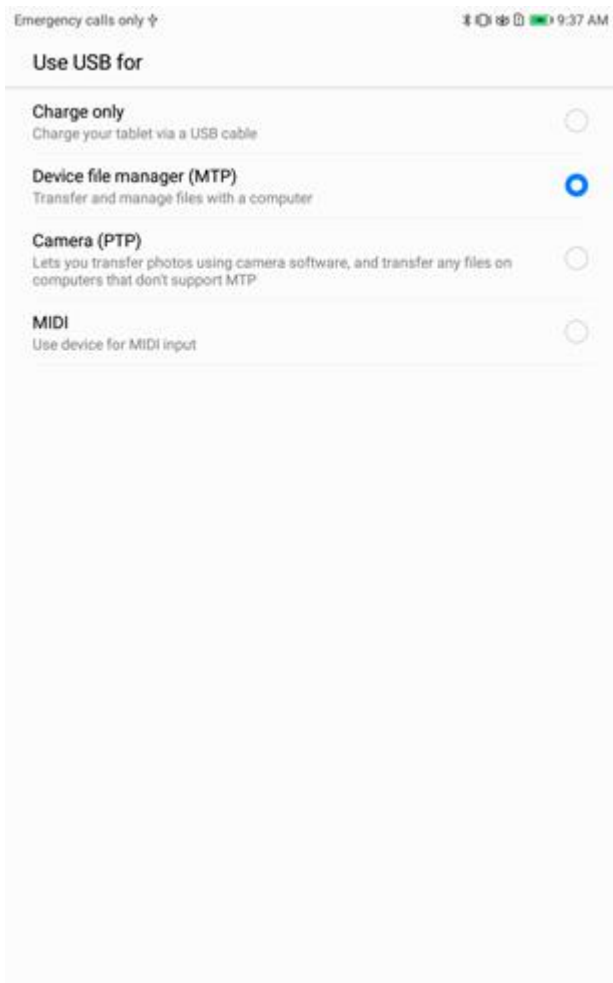 Emergency calls only
9:37 AM
Use USB for
Charge only
Charge your tablet via a USB cable
Device file manager (MTP)
Transfer and manage files with a computer
Camera (PTP)
Lets you transfer photos using camera software, and transfer any files on
computers that don't support MTP
MIDI
Use device for MIDI input